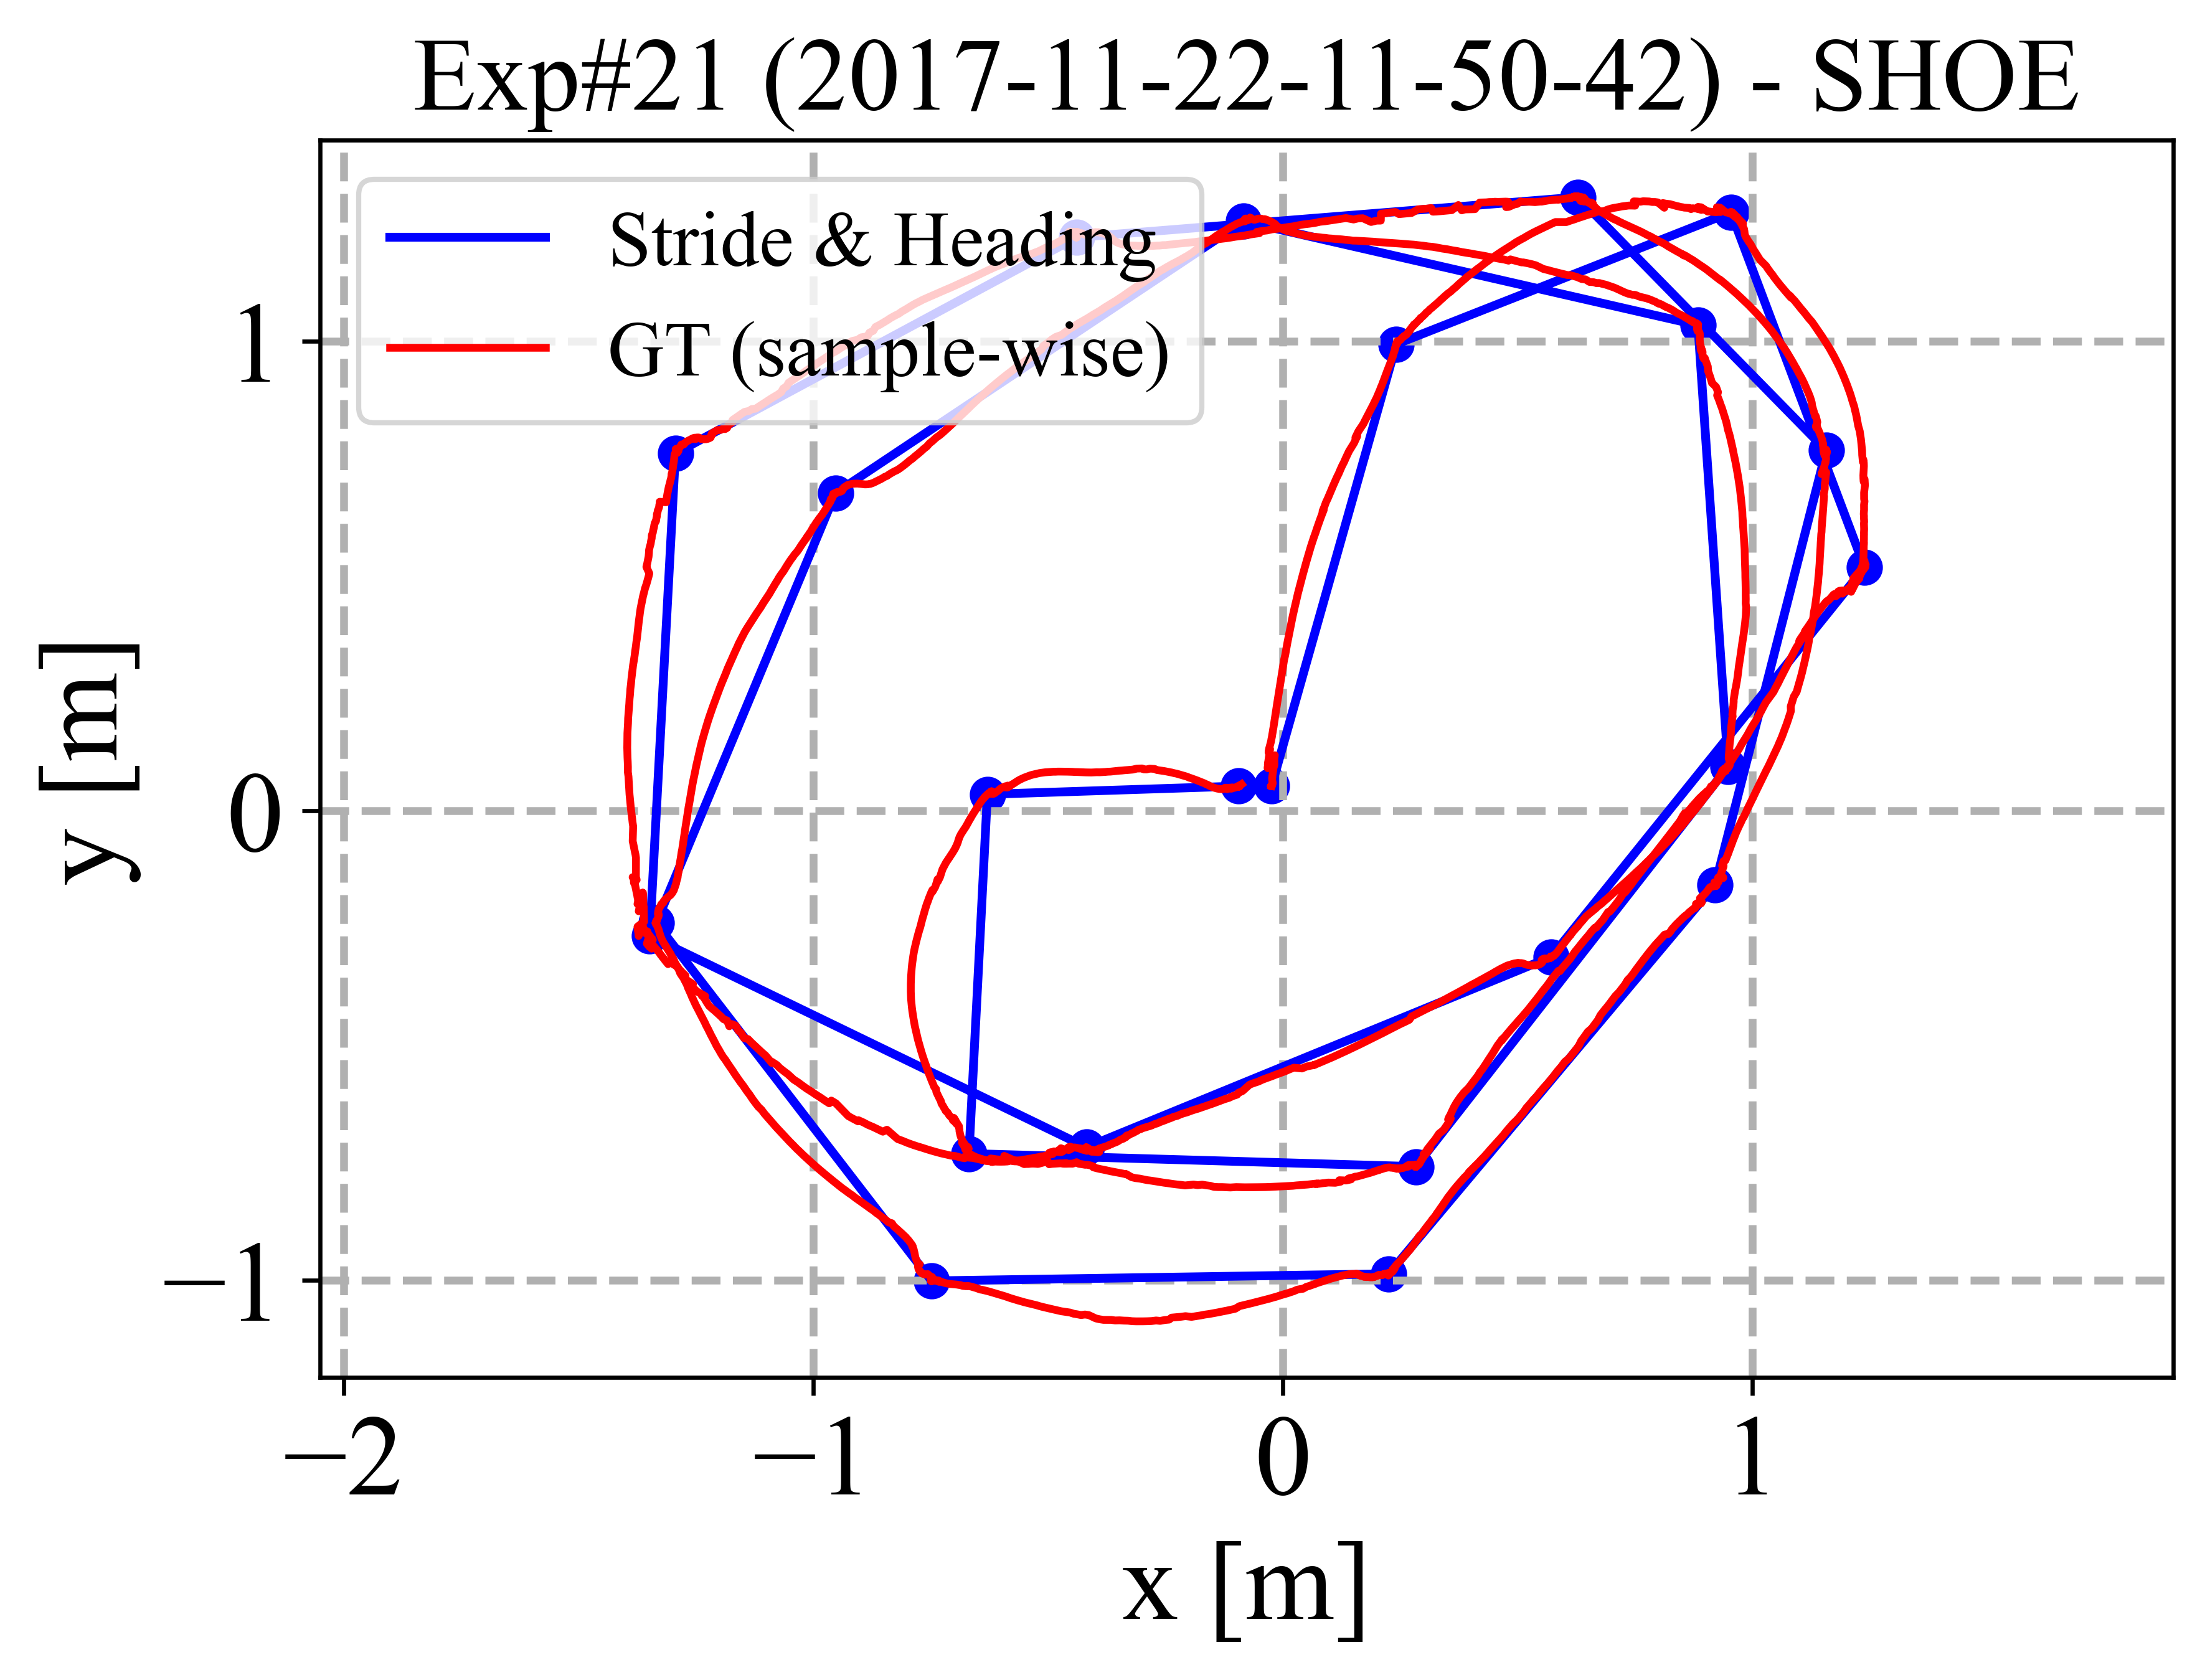 Exp#21 (2017-11-22-11-50-42) - SHOE
Stride & Heading
GT (sample-wise)
1
0
−1
y [m]
−2
−1
0
1
x [m]